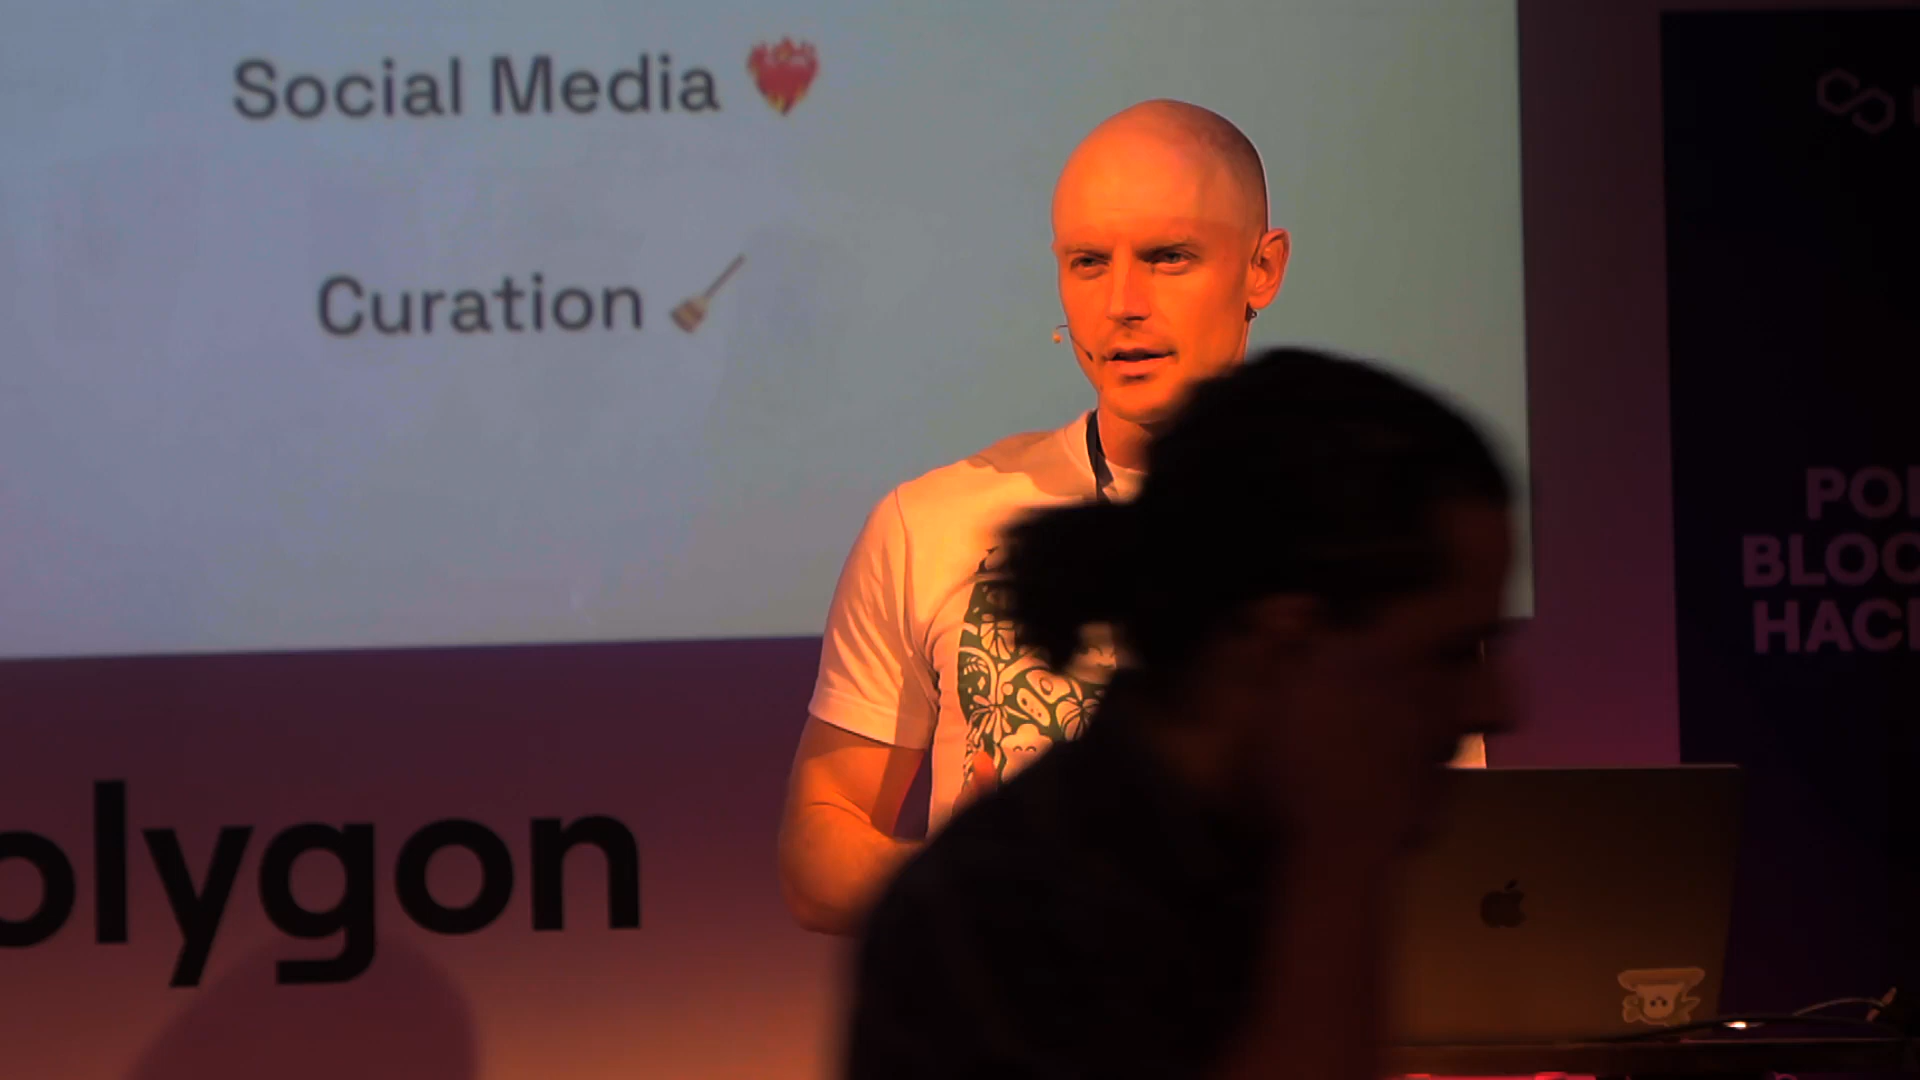 Social Media ❤️‍🔥
Curation 🧹
olygon
PO
BLOC
HAC